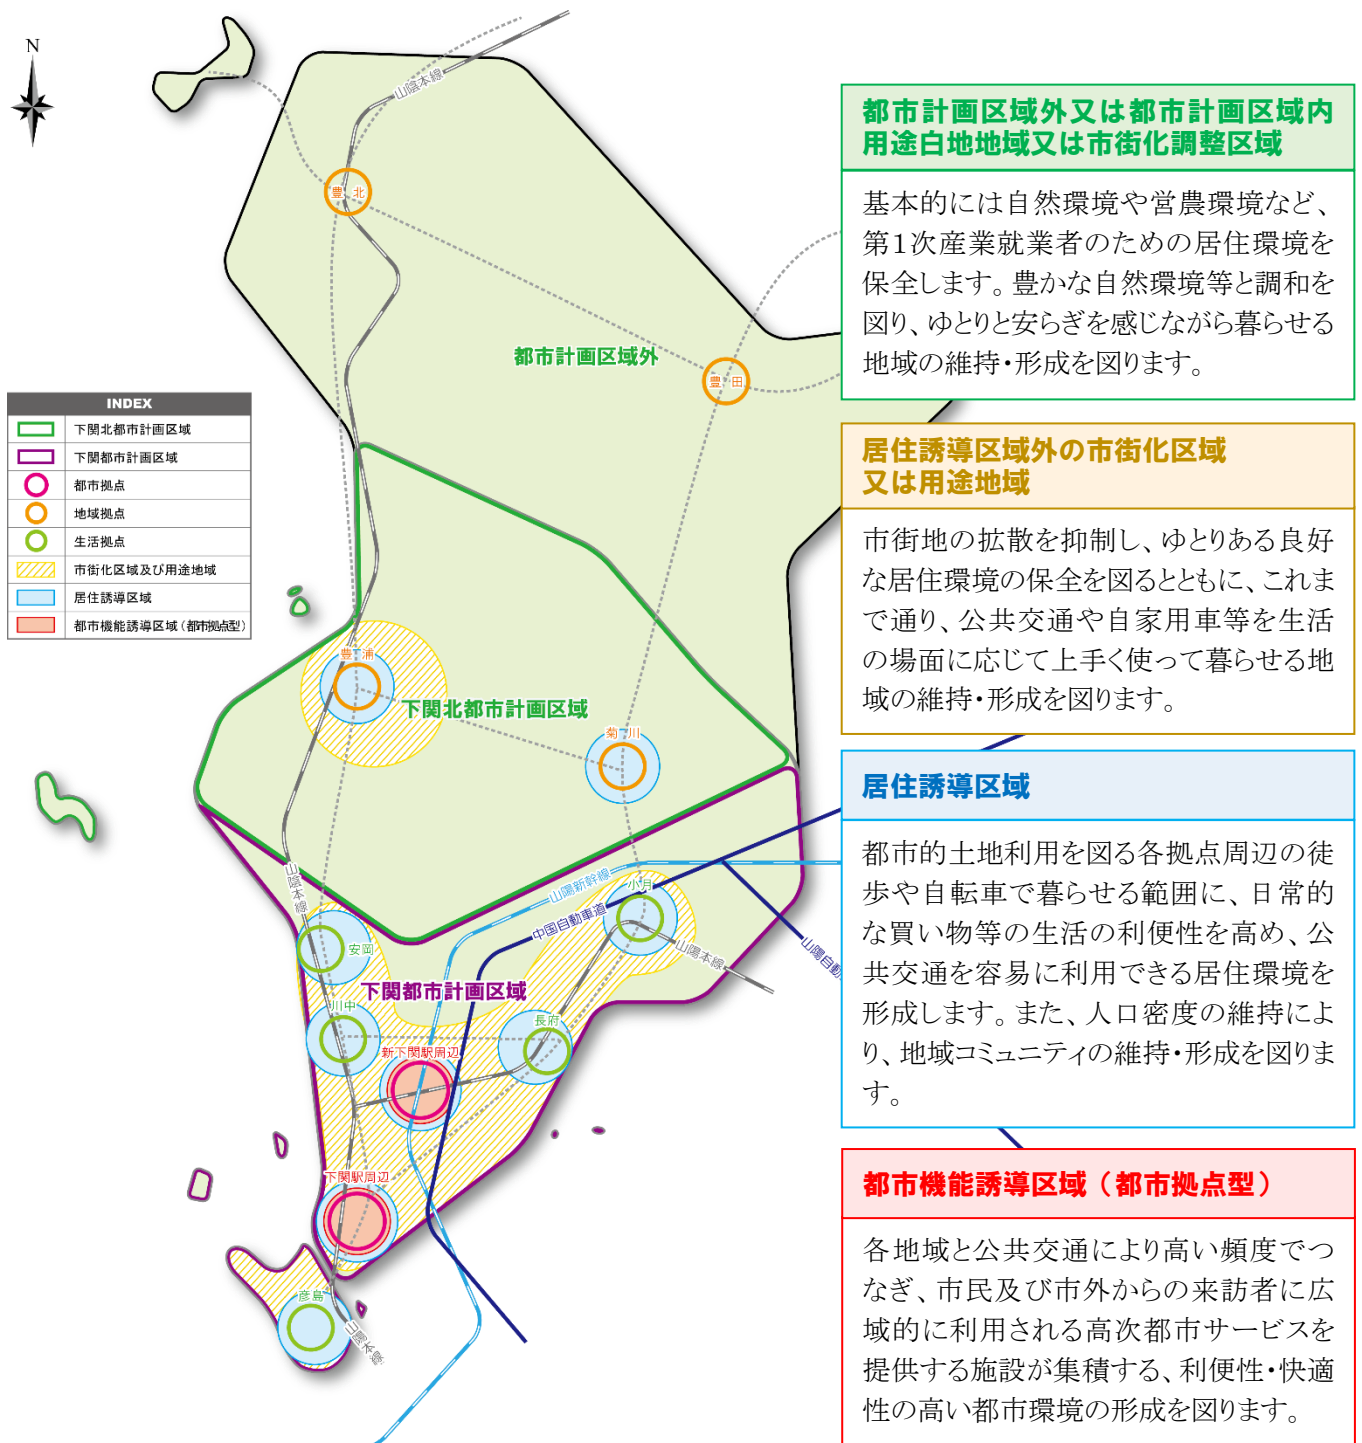 N
山陰本線
豊北
都市計画区域外
豊田
INDEX
下関北都市計画区域
下関都市計画区域
都市拠点
地域拠点
生活拠点
市街化区域及び用途地域
居住誘導区域
都市機能誘導区域（都市拠点型）
豊浦
下関北都市計画区域
菊川
山陰本線
山陽新幹線
小月
中国自動車道
安岡
山陽本線
山陽自動
下関都市計画区域
川中
長府
新下関駅周辺
下関駅周辺
彦島
山陽本線
都市計画区域外又は都市計画区域内
用途白地地域又は市街化調整区域
基本的には自然環境や営農環境など、
第1次産業就業者のための居住環境を
保全します。豊かな自然環境等と調和を
図り、ゆとりと安らぎを感じながら暮らせる
地域の維持・形成を図ります。
居住誘導区域外の市街化区域
又は用途地域
市街地の拡散を抑制し、ゆとりある良好
な居住環境の保全を図るとともに、これま
で通り、公共交通や自家用車等を生活
の場面に応じて上手く使って暮らせる地
域の維持・形成を図ります。
居住誘導区域
都市的土地利用を図る各拠点周辺の徒
歩や自転車で暮らせる範囲に、日常的
な買い物等の生活の利便性を高め、公
共交通を容易に利用できる居住環境を
形成します。また、人口密度の維持によ
り、地域コミュニティの維持・形成を図りま
す。
都市機能誘導区域（都市拠点型）
各地域と公共交通により高い頻度でつ
なぎ、市民及び市外からの来訪者に広
域的に利用される高次都市サービスを
提供する施設が集積する、利便性・快適
性の高い都市環境の形成を図ります。